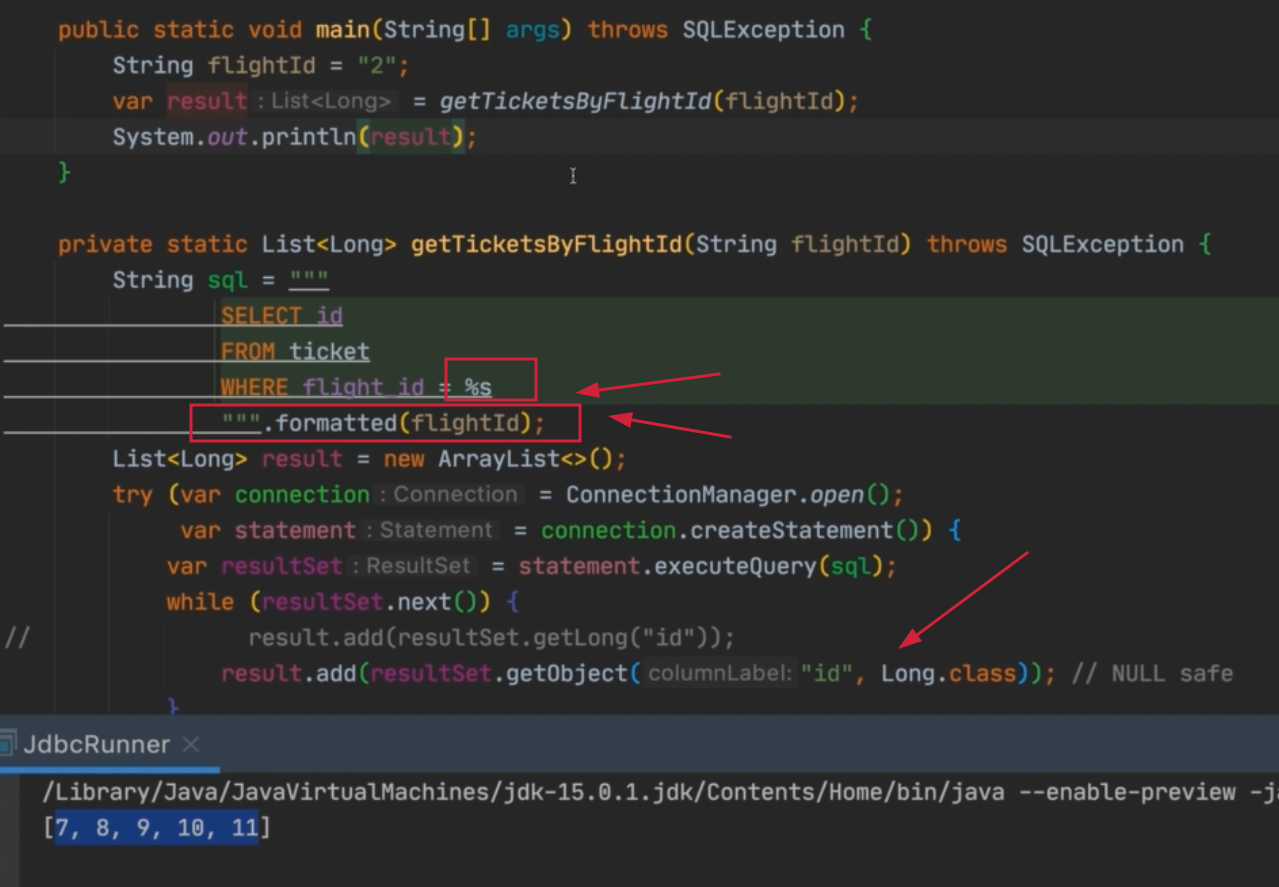 public static void main(String[] args) throws SQLException {
String flightId = "2";
var result : List<Long> = getTicketsByFlightId(flightId);
System.out.println(result);
}
private static List<Long> getTicketsByFlightId(String flightId) throws SQLException {
String sql = """
SELECT id
FROM ticket
WHERE flight_id = %s
""".formatted(flightId);
List<Long> result = new ArrayList<>();
try (var connection : Connection = ConnectionManager.open();
var statement : Statement = connection.createStatement()) {
var resultSet : ResultSet = statement.executeQuery(sql);
while (resultSet.next()) {
// result.add(resultSet.getLong("id"));
result.add(resultSet.getObject( columnLabel: "id", Long.class)); // NULL safe
}
JdbcRunner ×
/Library/Java/JavaVirtualMachines/jdk-15.0.1.jdk/Contents/Home/bin/java --enable-preview -ja
[7, 8, 9, 10, 11]